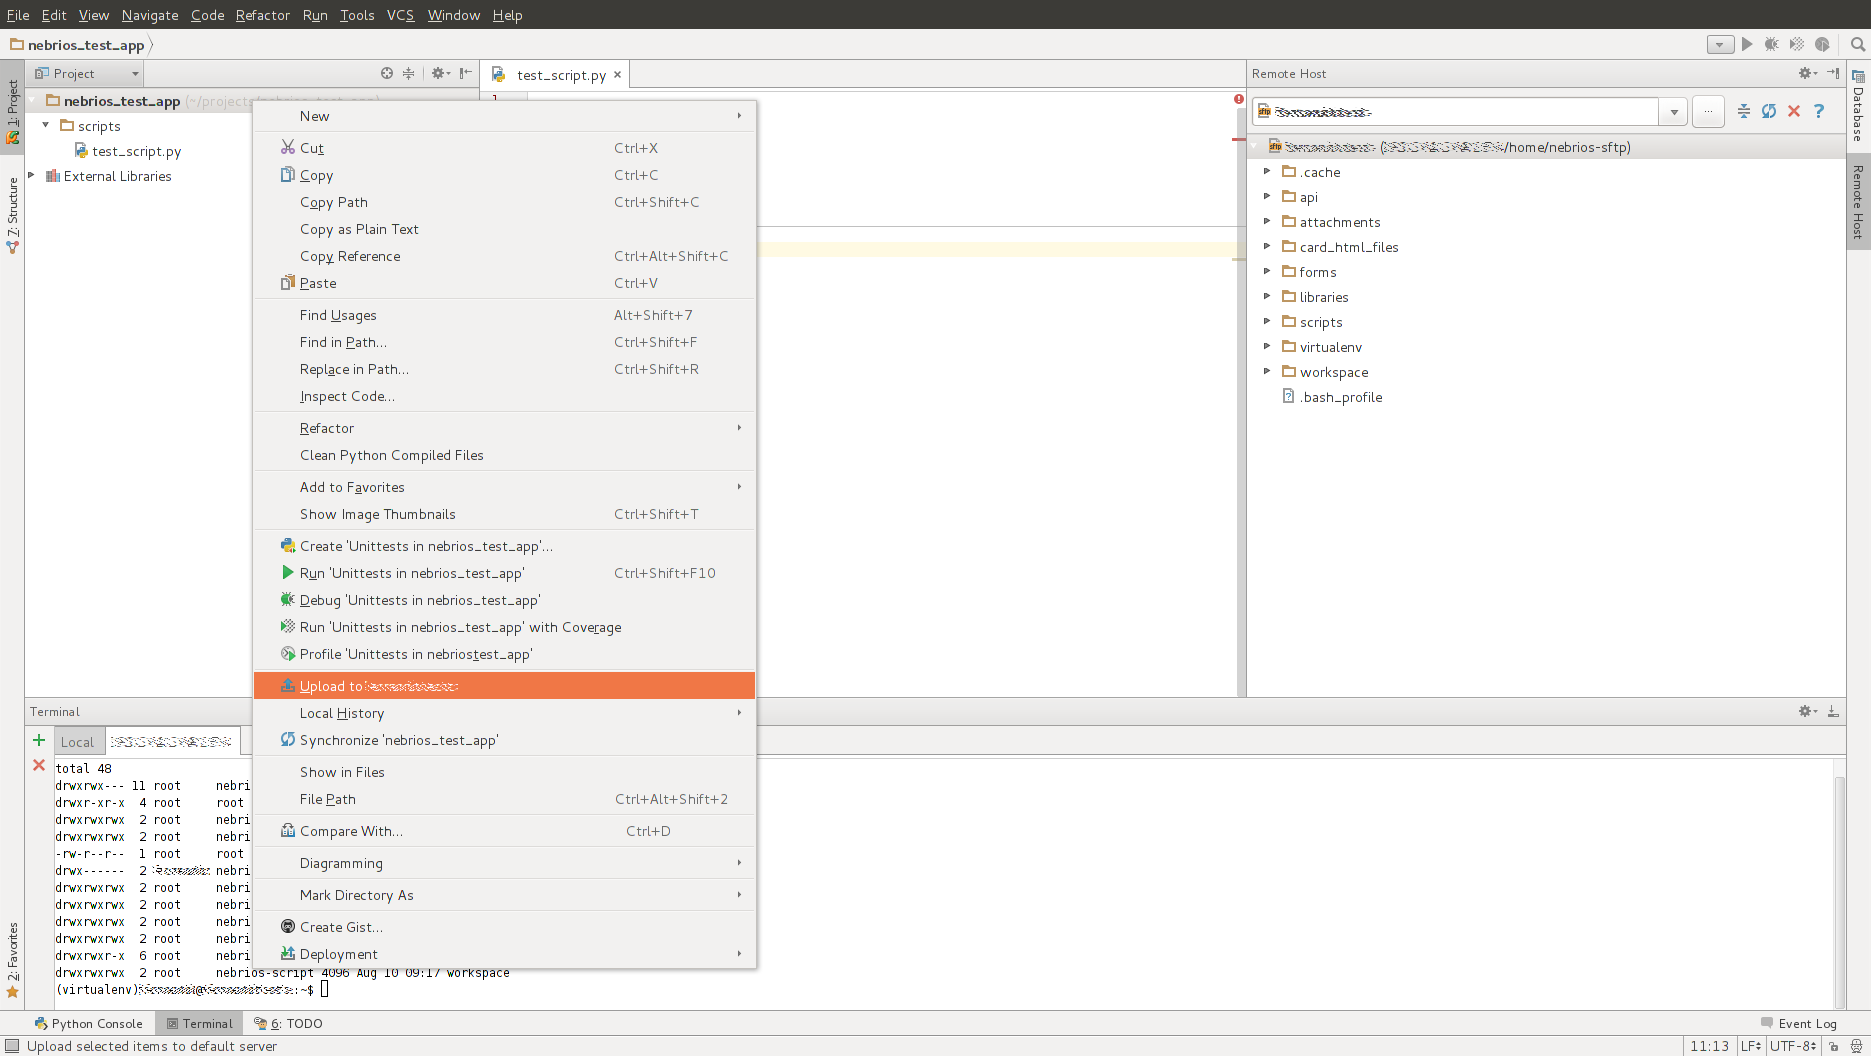 File Edit View Navigate Code Refactor Run Tools VCS Window Help
nebrios_test_app
Project
test_script.py
Remote Host
1: Project
7: Structure
2: Favorites
nebrios_test_app (~/projects/nebrios_test_app)
scripts
test_script.py
External Libraries
1
New
Cut Ctrl+X
Copy Ctrl+C
Copy Path Ctrl+Shift+C
Copy as Plain Text
Copy Reference Ctrl+Alt+Shift+C
Paste Ctrl+V
Find Usages Alt+Shift+7
Find in Path... Ctrl+Shift+F
Replace in Path... Ctrl+Shift+R
Inspect Code...
Refactor
Clean Python Compiled Files
Add to Favorites
Show Image Thumbnails Ctrl+Shift+T
Create 'Unittests in nebrios_test_app'...
Run 'Unittests in nebrios_test_app' Ctrl+Shift+F10
Debug 'Unittests in nebrios_test_app'
Run 'Unittests in nebrios_test_app' with Coverage
Profile 'Unittests in nebriostest_app'
Upload to
Local History
Synchronize 'nebrios_test_app'
Show in Files
File Path Ctrl+Alt+Shift+2
Compare With... Ctrl+D
Diagramming
Mark Directory As
Create Gist...
Deployment
sftp
...
?
sftp ( /home/nebrios-sftp)
.cache
api
attachments
card_html_files
forms
libraries
scripts
virtualenv
workspace
.bash_profile
Database
Remote Host
Terminal
Local
total 48
drwxrwx--- 11 root nebri
drwxr-xr-x 4 root root
drwxrwxrwx 2 root nebri
drwxrwxrwx 2 root nebri
-rw-r--r-- 1 root root
drwx------ 2 nebri
drwxrwxrwx 2 root nebri
drwxrwxrwx 2 root nebri
drwxrwxrwx 2 root nebri
drwxrwxrwx 2 root nebri
drwxrwxr-x 6 root nebri
drwxrwxrwx 2 root nebrios-script 4096 Aug 10 09:17 workspace
(virtualenv) @ :~$
Python Console Terminal 6: TODO Event Log
Upload selected items to default server 11:13 LF UTF-8